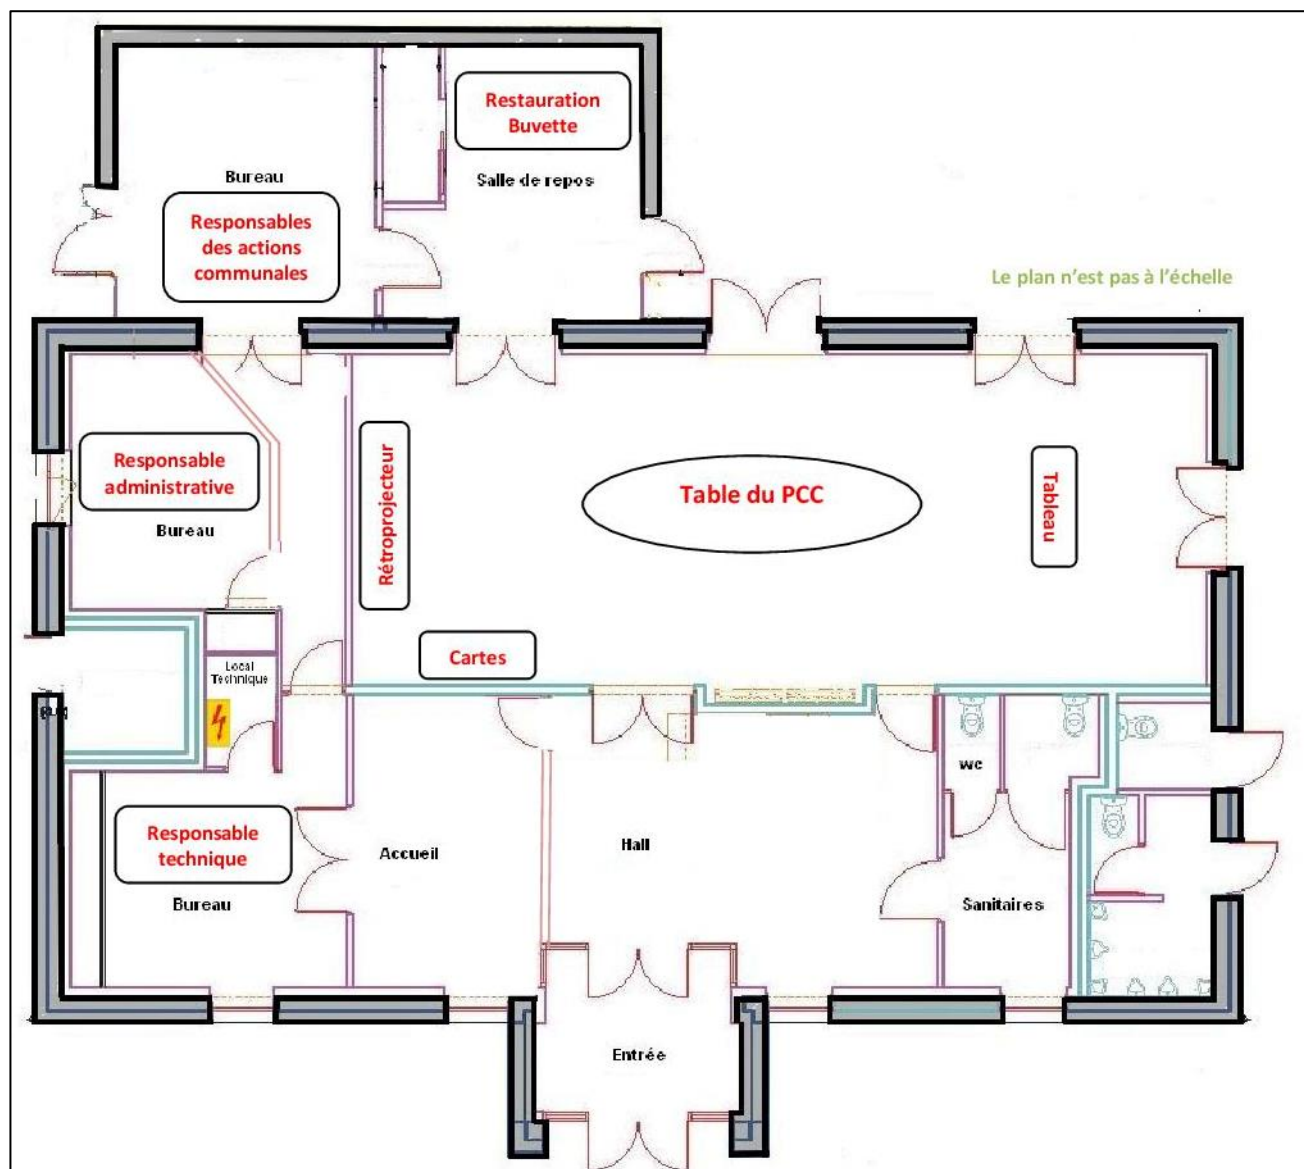 Restauration
Buvette
Bureau
Salle de repos
Responsables
des actions
communales
Le plan n'est pas à l'échelle
Responsable
administrative
Bureau
Rétroprojecteur
Table du PCC
Tableau
Cartes
Local
Technique
wc
Responsable
technique
Bureau
Accueil
Hall
Sanitaires
Entrée